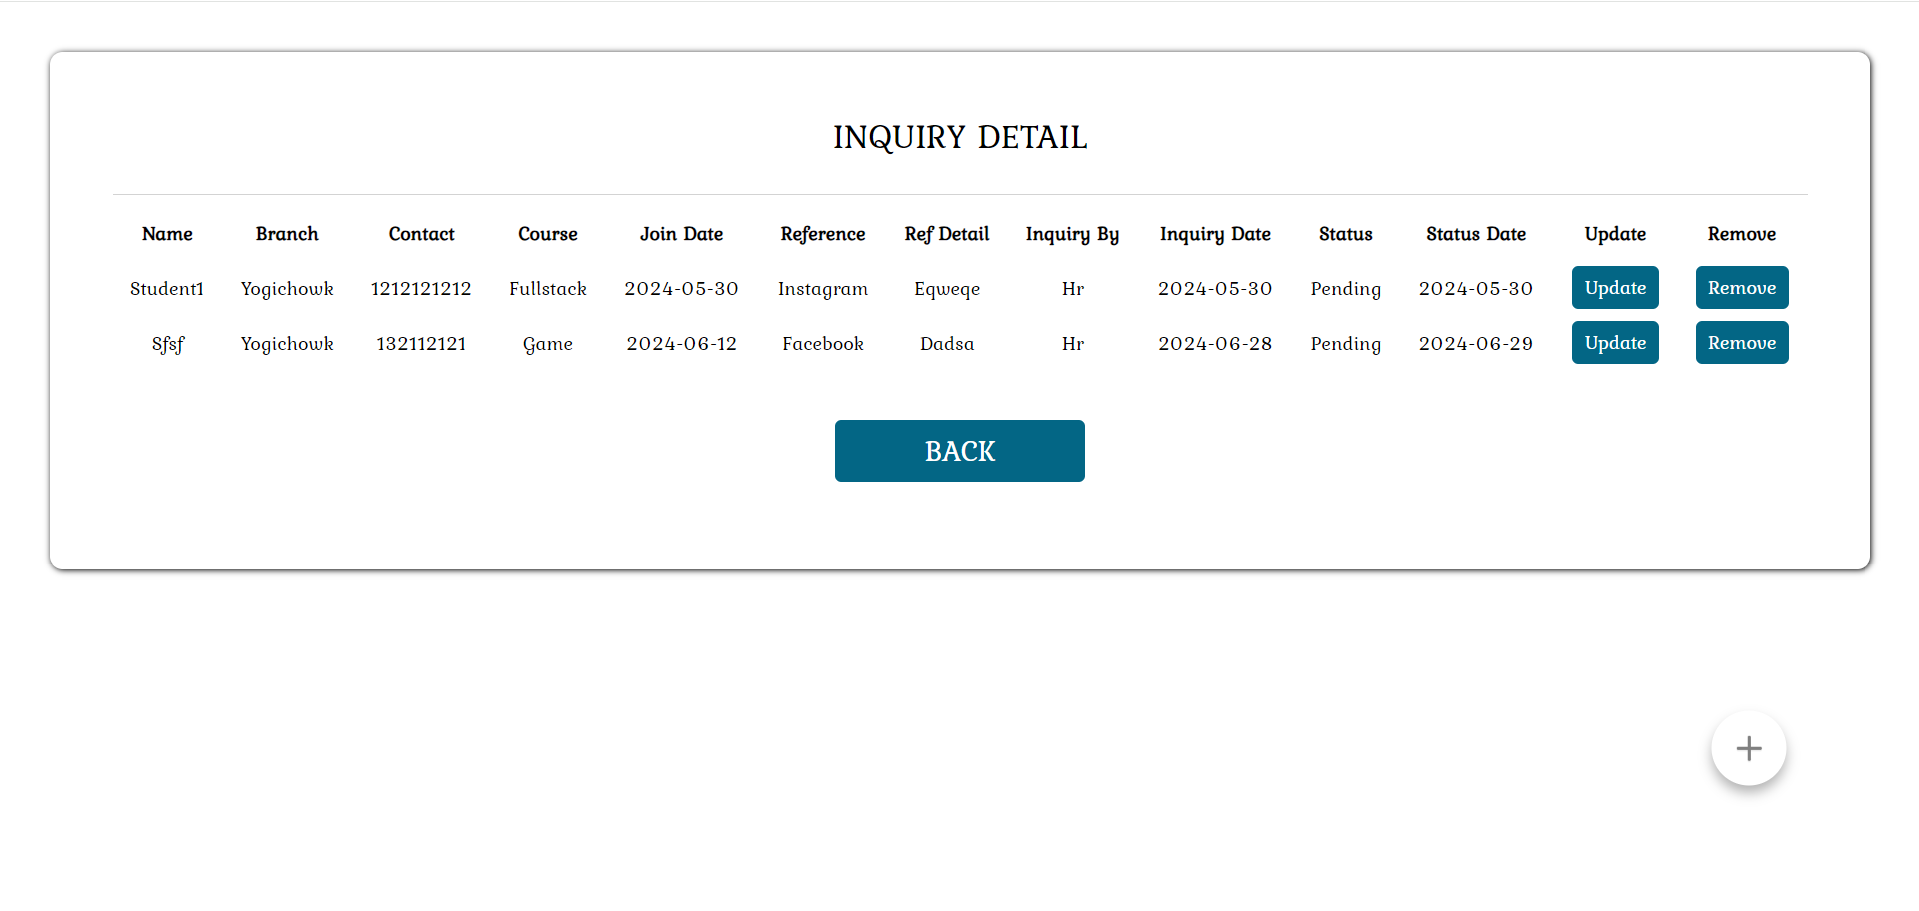 INQUIRY DETAIL
Name Branch Contact Course Join Date Reference Ref Detail Inquiry By Inquiry Date Status Status Date Update Remove
Student1 Yogichowk 1212121212 Fullstack 2024-05-30 Instagram Eqweqe Hr 2024-05-30 Pending 2024-05-30 Update Remove
Sfsf Yogichowk 132112121 Game 2024-06-12 Facebook Dadsa Hr 2024-06-28 Pending 2024-06-29 Update Remove
BACK